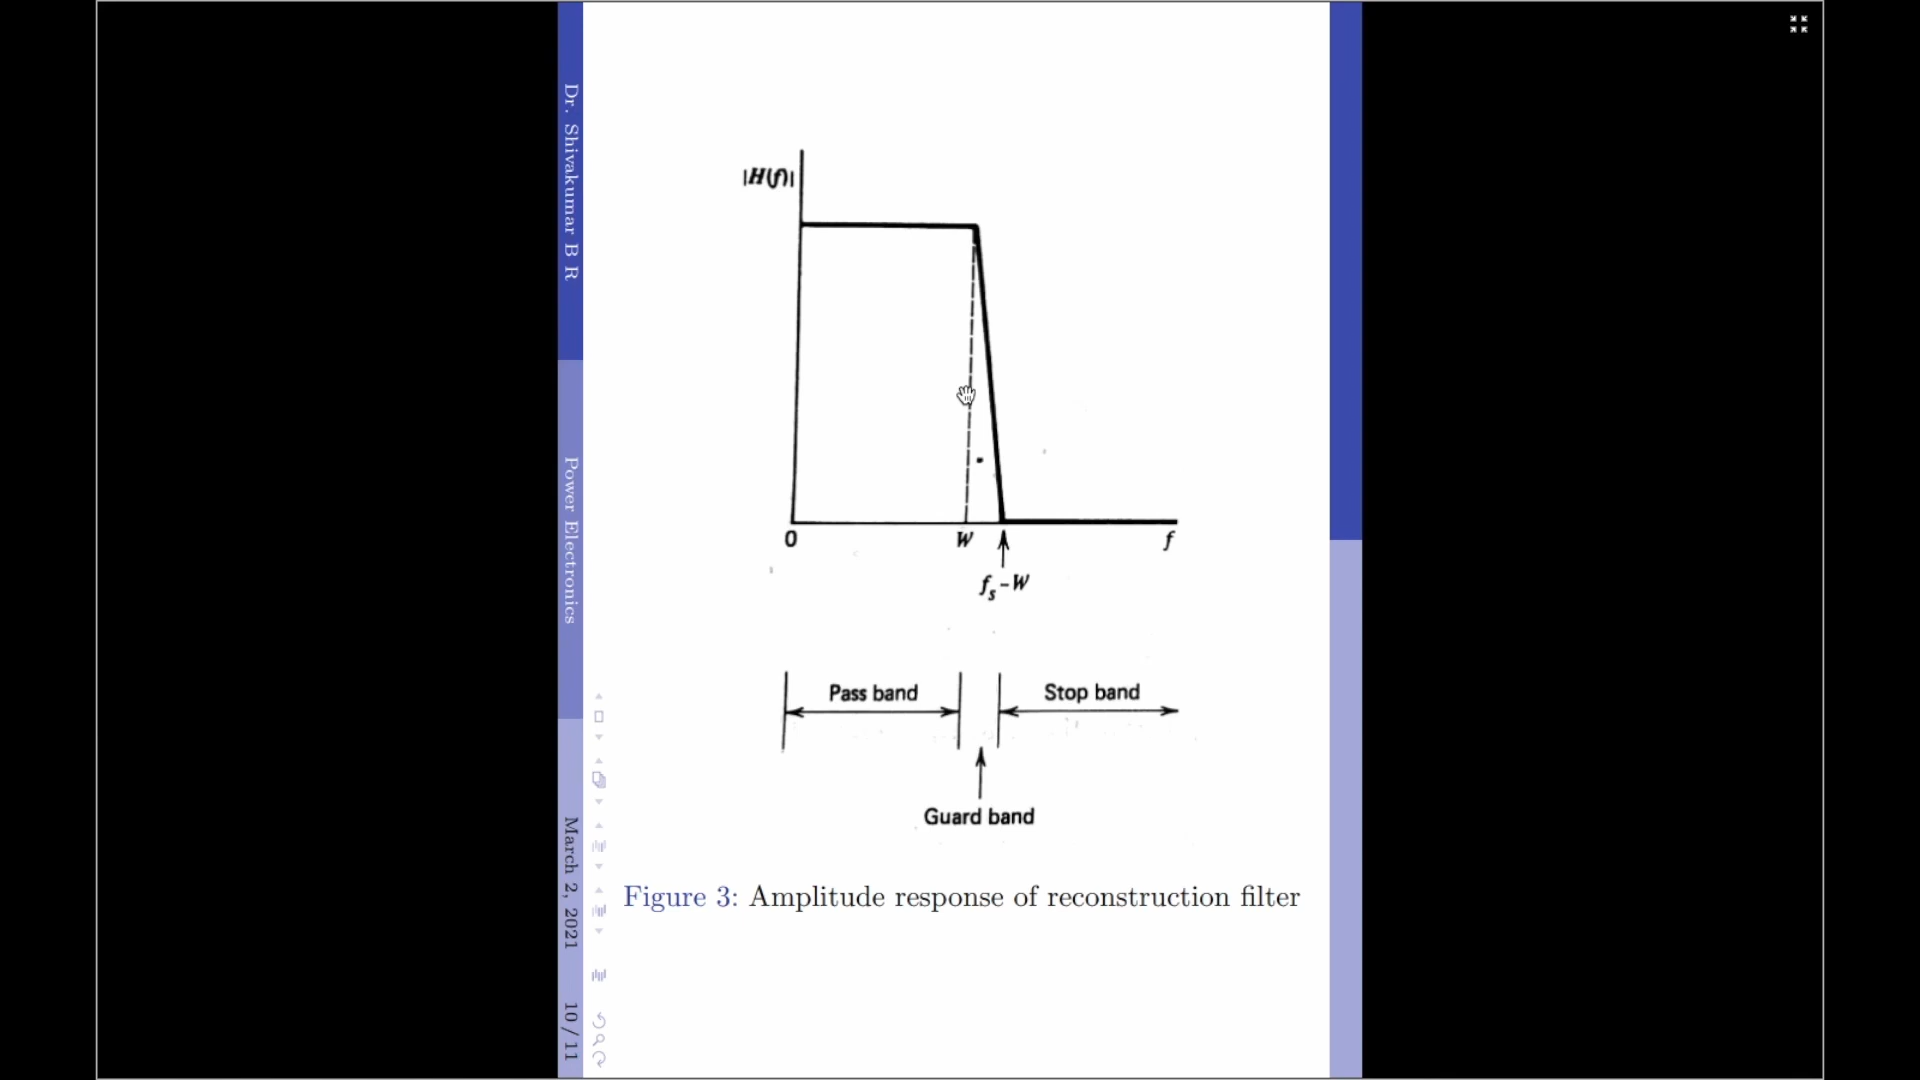 |H(f)|
0
W
f
fs-W
Pass band
Stop band
Guard band
Figure 3: Amplitude response of reconstruction filter
Dr. Shivakumar B R
Power Electronics
March 2, 2021
10/11